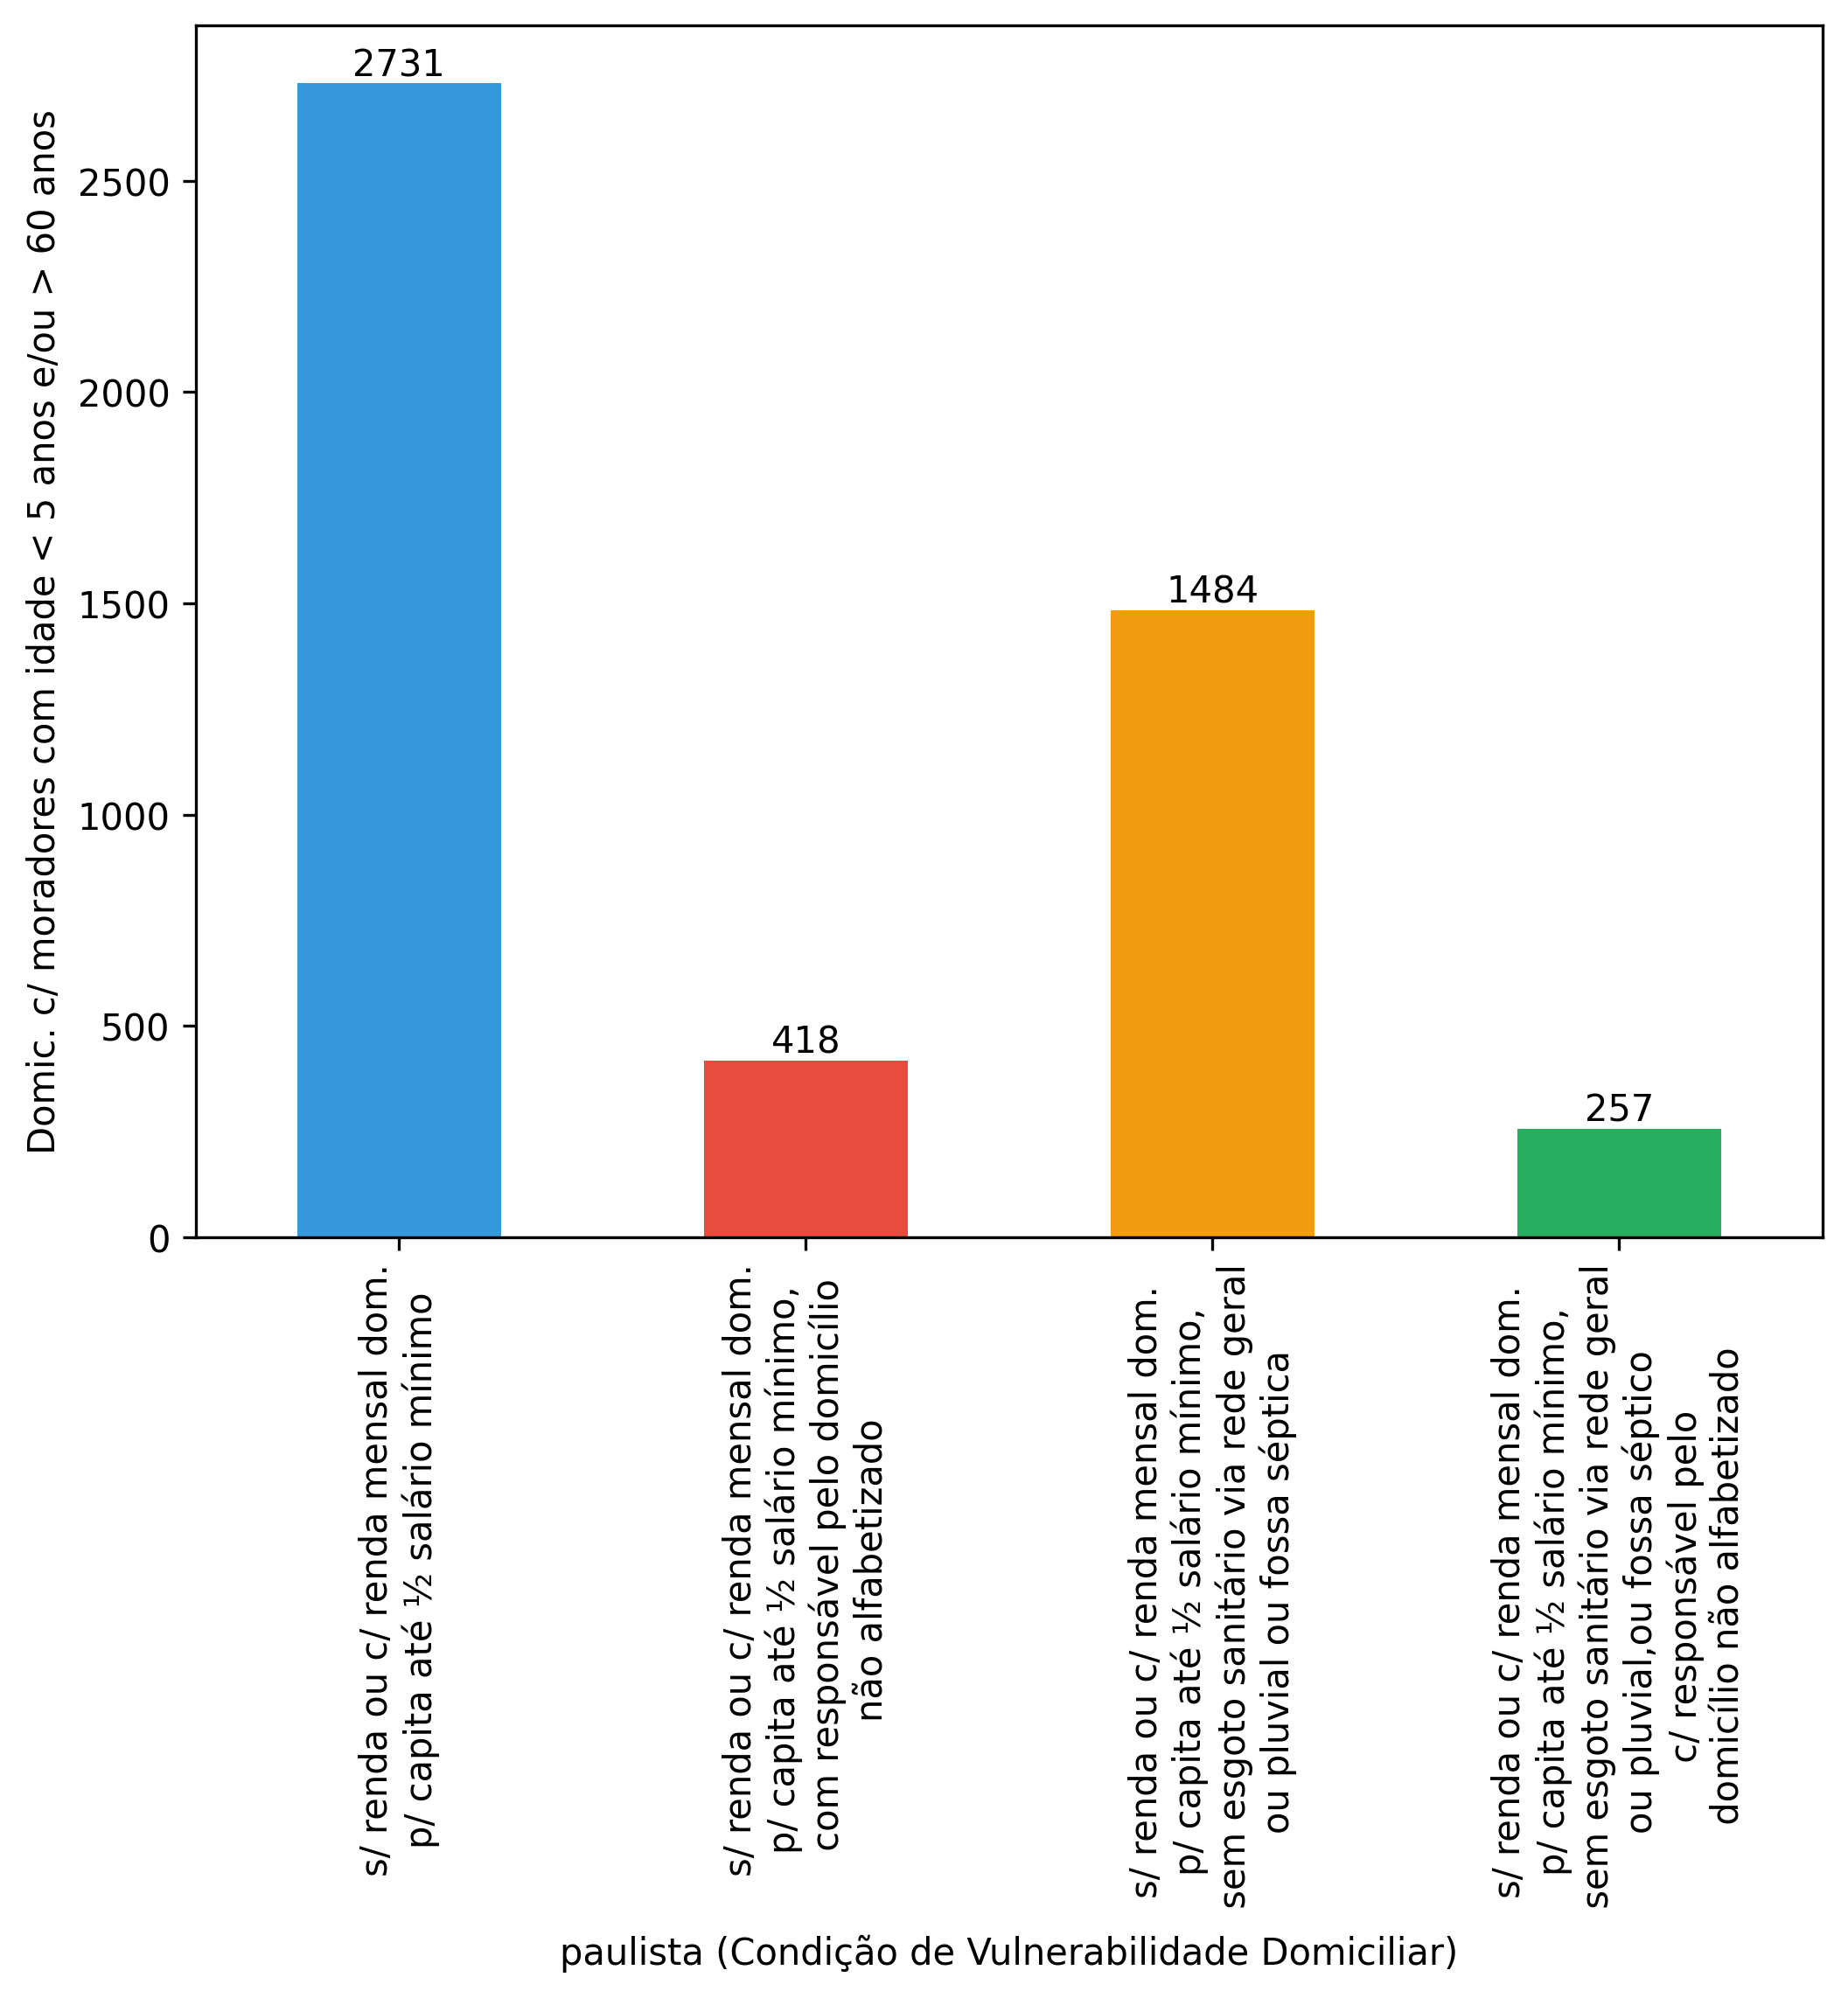 Domic. c/ moradores com idade < 5 anos e/ou > 60 anos
2500
2000
1500
1000
500
0
2731
418
1484
257
s/ renda ou c/ renda mensal dom.
p/ capita até ½ salário mínimo
s/ renda ou c/ renda mensal dom.
p/ capita até ½ salário mínimo,
com responsável pelo domicílio
não alfabetizado
s/ renda ou c/ renda mensal dom.
p/ capita até ½ salário mínimo,
sem esgoto sanitário via rede geral
ou pluvial ou fossa séptica
s/ renda ou c/ renda mensal dom.
p/ capita até ½ salário mínimo,
sem esgoto sanitário via rede geral
ou pluvial,ou fossa séptico
c/ responsável pelo
domicílio não alfabetizado
paulista (Condição de Vulnerabilidade Domiciliar)